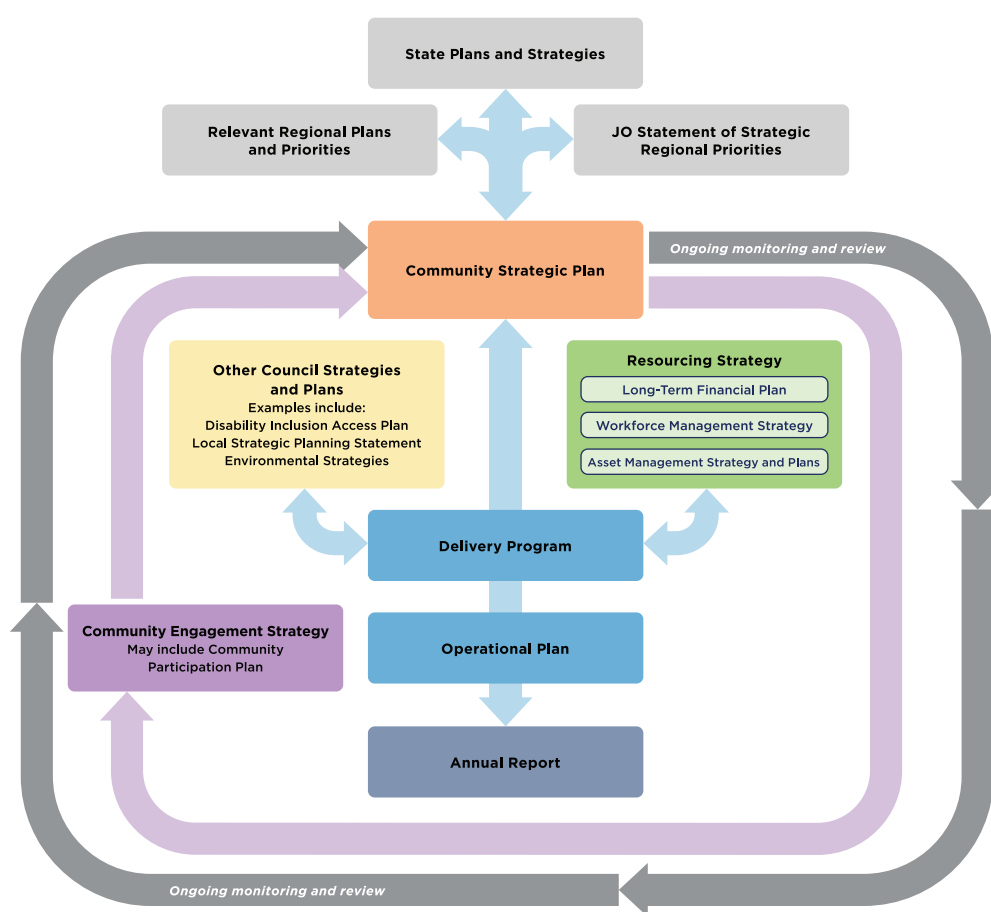 State Plans and Strategies
Relevant Regional Plans
and Priorities
JO Statement of Strategic
Regional Priorities
Community Strategic Plan
Ongoing monitoring and review
Other Council Strategies
and Plans
Examples include:
Disability Inclusion Access Plan
Local Strategic Planning Statement
Environmental Strategies
Resourcing Strategy
Long-Term Financial Plan
Workforce Management Strategy
Asset Management Strategy and Plans
Delivery Program
Community Engagement Strategy
May include Community
Participation Plan
Operational Plan
Annual Report
Ongoing monitoring and review